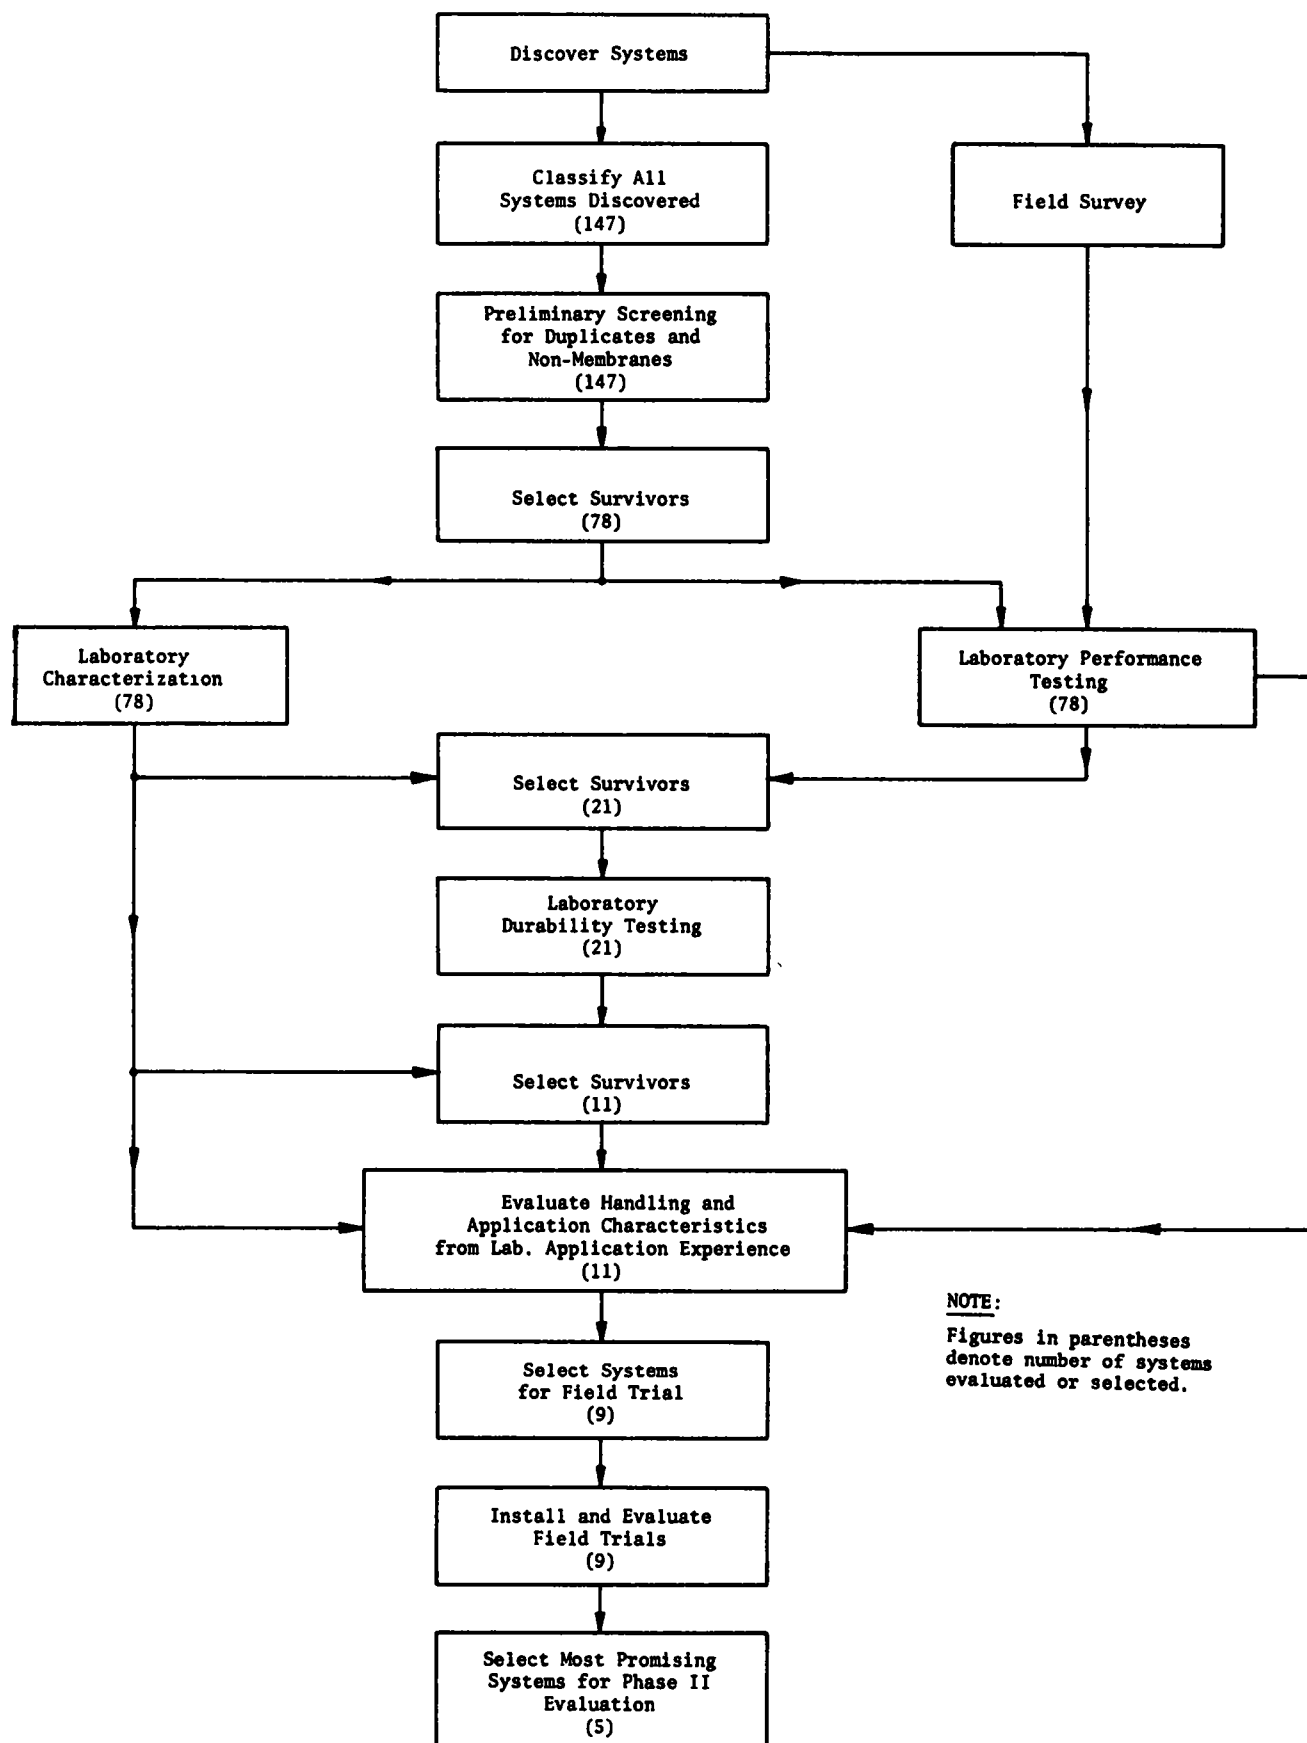 Discover Systems
Classify All
Systems Discovered
(147)
Field Survey
Preliminary Screening
for Duplicates and
Non-Membranes
(147)
Select Survivors
(78)
Laboratory
Characterization
(78)
Laboratory Performance
Testing
(78)
Select Survivors
(21)
Laboratory
Durability Testing
(21)
Select Survivors
(11)
Evaluate Handling and
Application Characteristics
from Lab. Application Experience
(11)
NOTE:
Figures in parentheses
denote number of systems
evaluated or selected.
Select Systems
for Field Trial
(9)
Install and Evaluate
Field Trials
(9)
Select Most Promising
Systems for Phase II
Evaluation
(5)